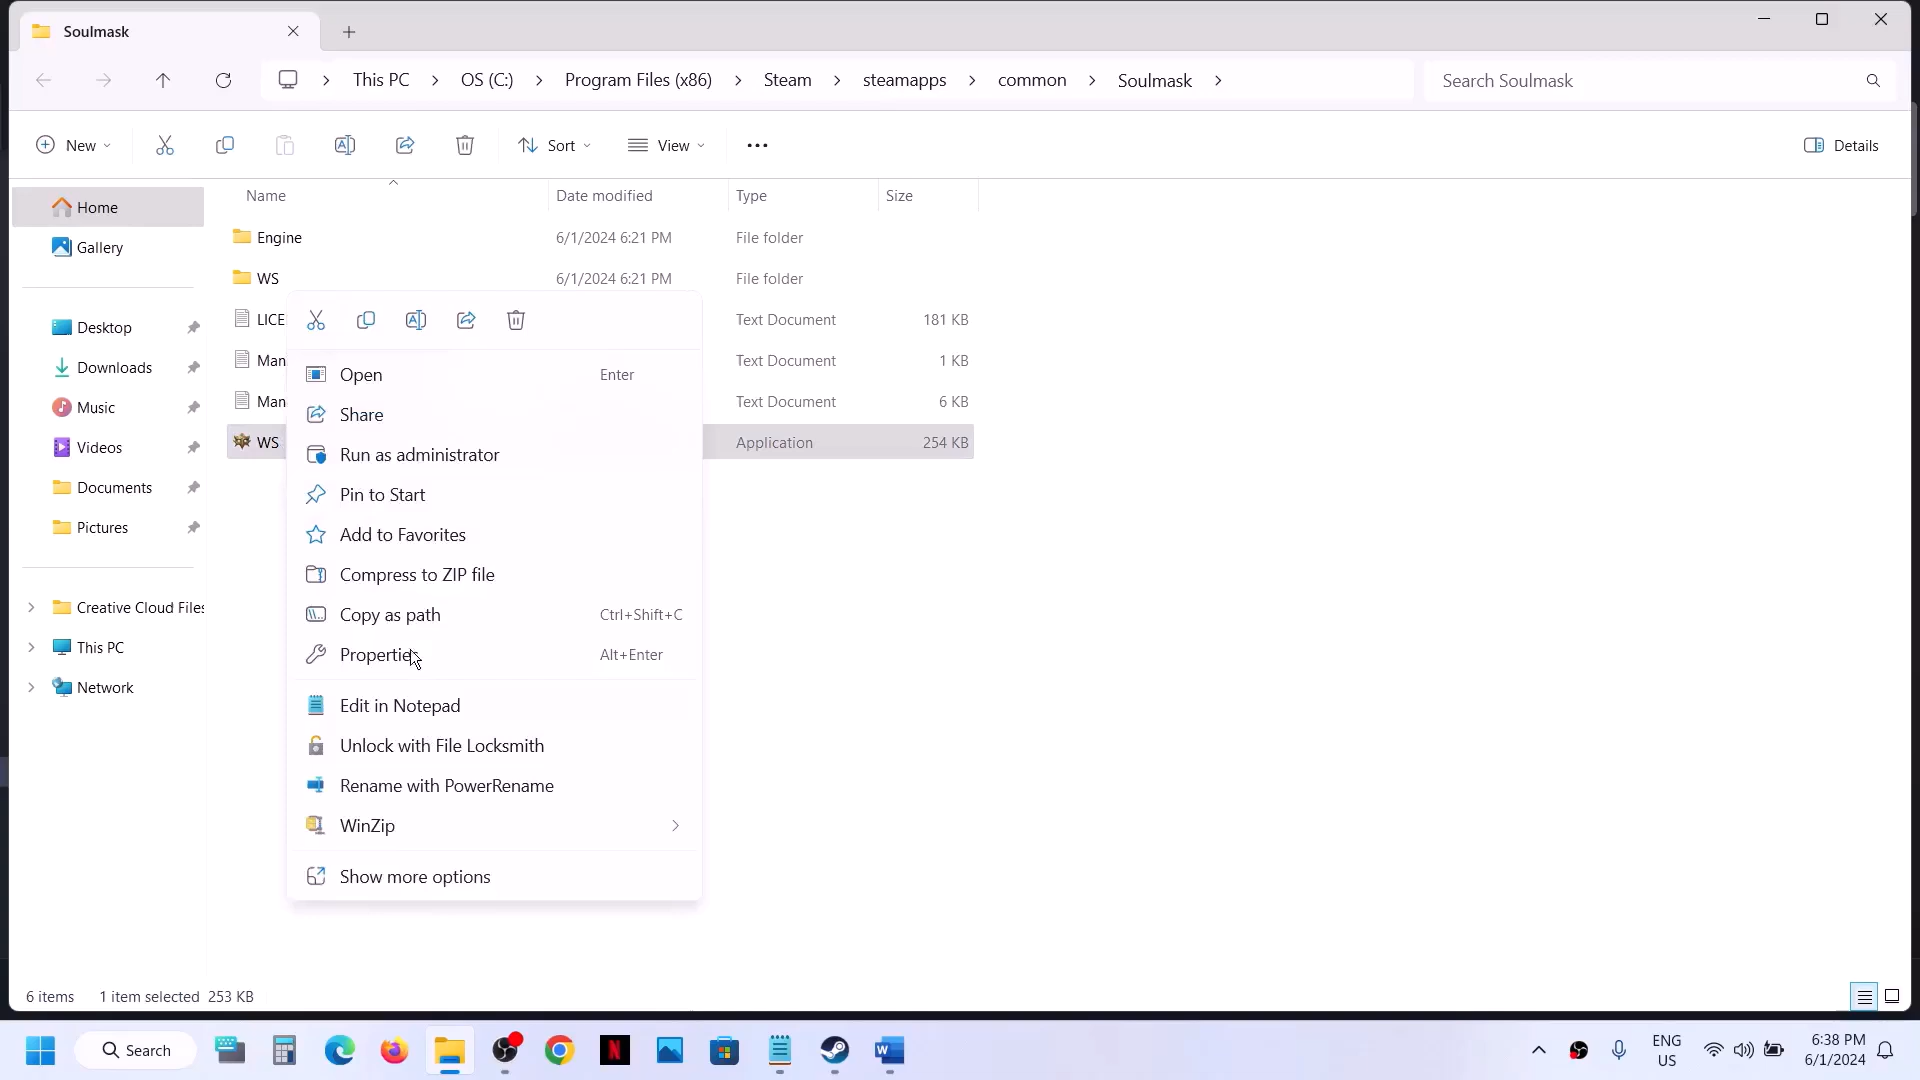 Soulmask
This PC
OS (C:)
Program Files (x86)
Steam
steamapps
common
Soulmask
Search Soulmask
New
Sort
View
Details
Name
Date modified
Type
Size
Home
Gallery
Desktop
Downloads
Music
Videos
Documents
Pictures
Creative Cloud Files
This PC
Network
Engine
6/1/2024 6:21 PM
File folder
WS
6/1/2024 6:21 PM
File folder
LICE
Text Document
181 KB
Man
Text Document
1 KB
Man
Text Document
6 KB
WS
Application
254 KB
Open
Enter
Share
Run as administrator
Pin to Start
Add to Favorites
Compress to ZIP file
Copy as path
Ctrl+Shift+C
Properties
Alt+Enter
Edit in Notepad
Unlock with File Locksmith
Rename with PowerRename
WinZip
Show more options
6 items
1 item selected 253 KB
Search
ENG
US
6:38 PM
6/1/2024